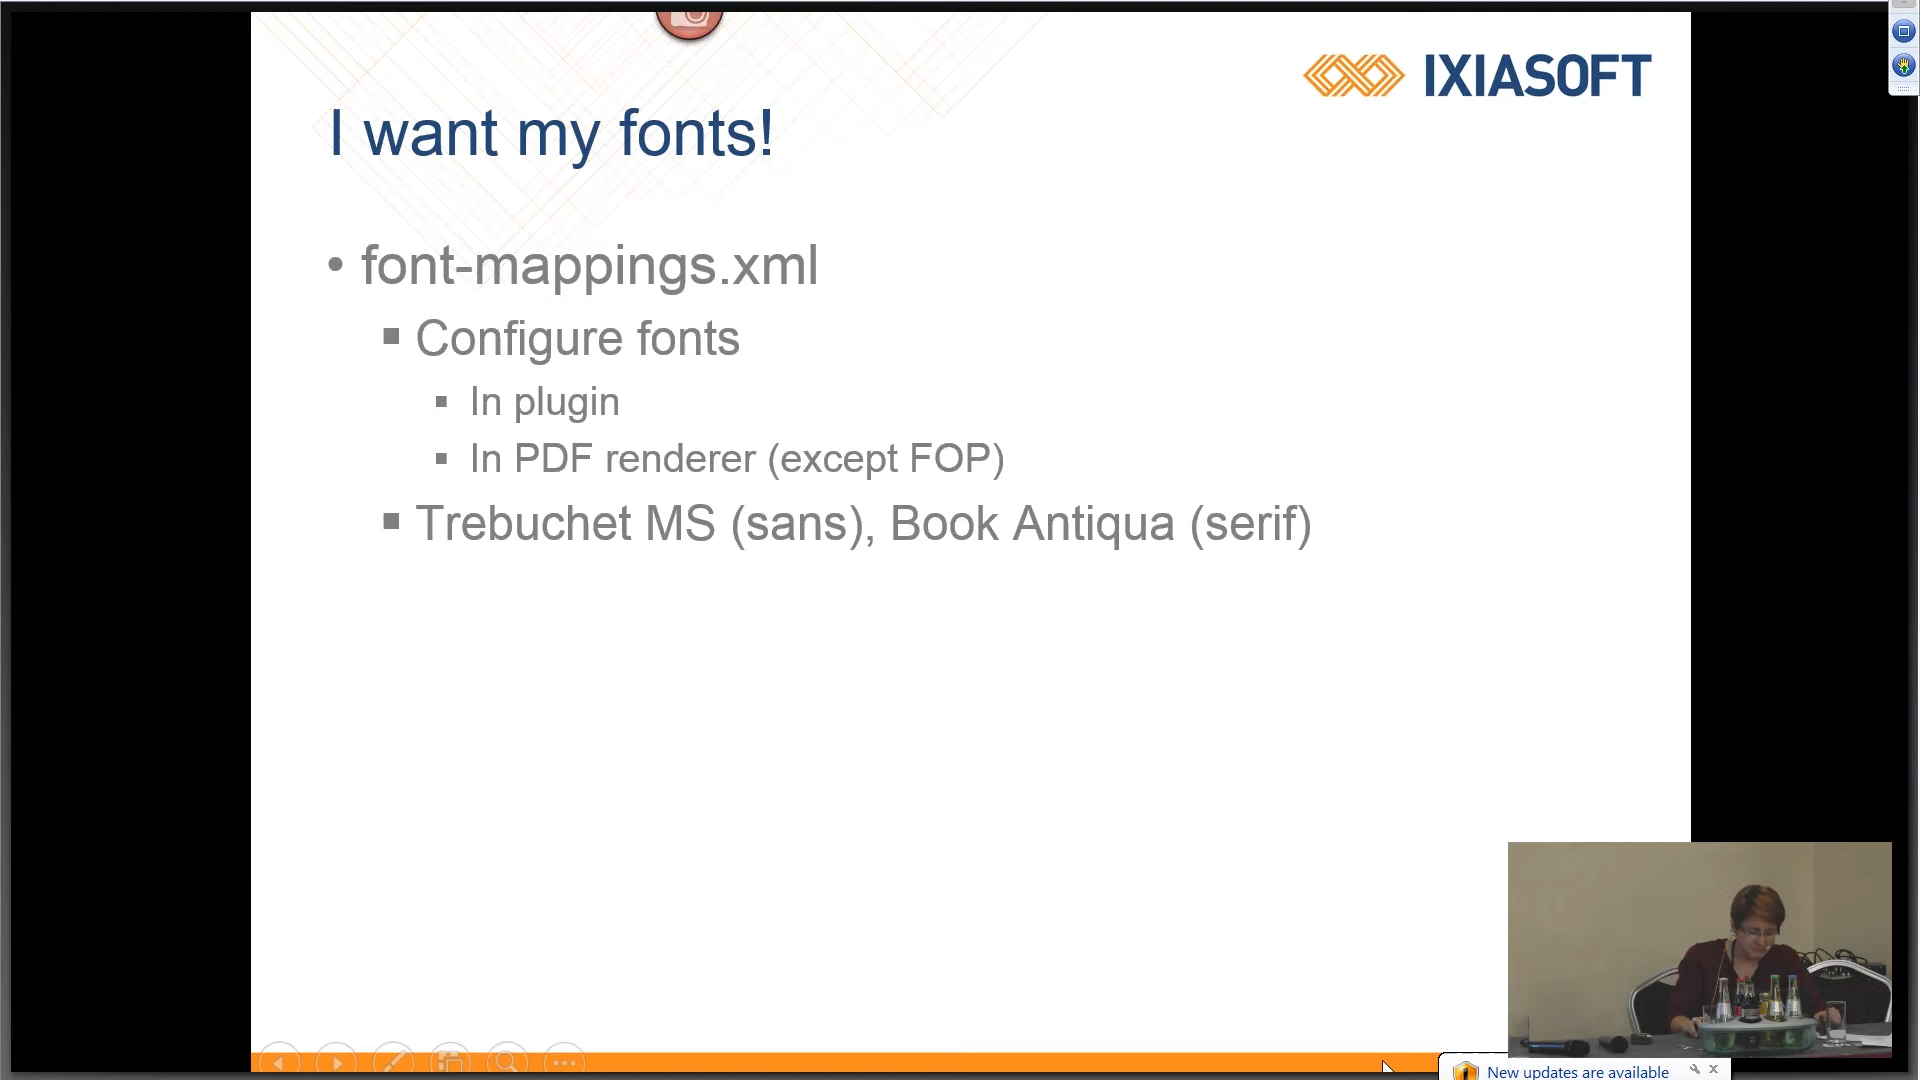 IXIASOFT
I want my fonts!
• font-mappings.xml
▪ Configure fonts
▪ In plugin
▪ In PDF renderer (except FOP)
▪ Trebuchet MS (sans), Book Antiqua (serif)
New updates are available